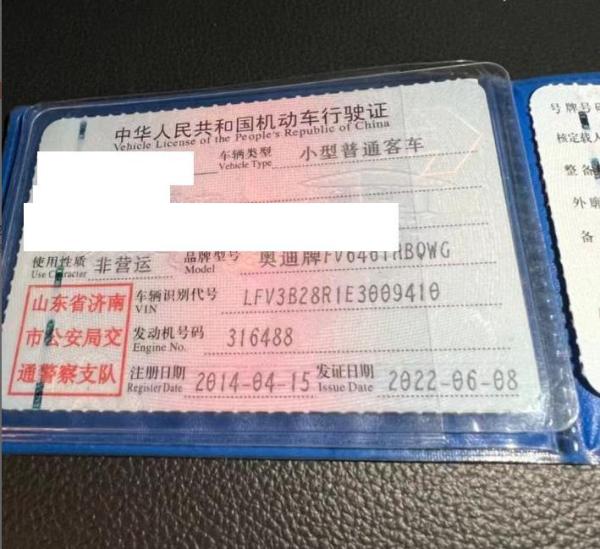 中华人民共和国机动车行驶证
Vehicle License of the People's Republic of China
车辆类型 小型普通客车
Vehicle Type
使用性质 非营运 品牌型号 奥迪牌FV6461HBQWG
Use Character Model
山东省济南
市公安局交
通警察支队
车辆识别代号 LFV3B28R1E3009410
VIN
发动机号码 316488
Engine No.
注册日期 2014-04-15 发证日期 2022-06-08
Register Date Issue Date
号牌号码
核定载人
整备
外廓
备